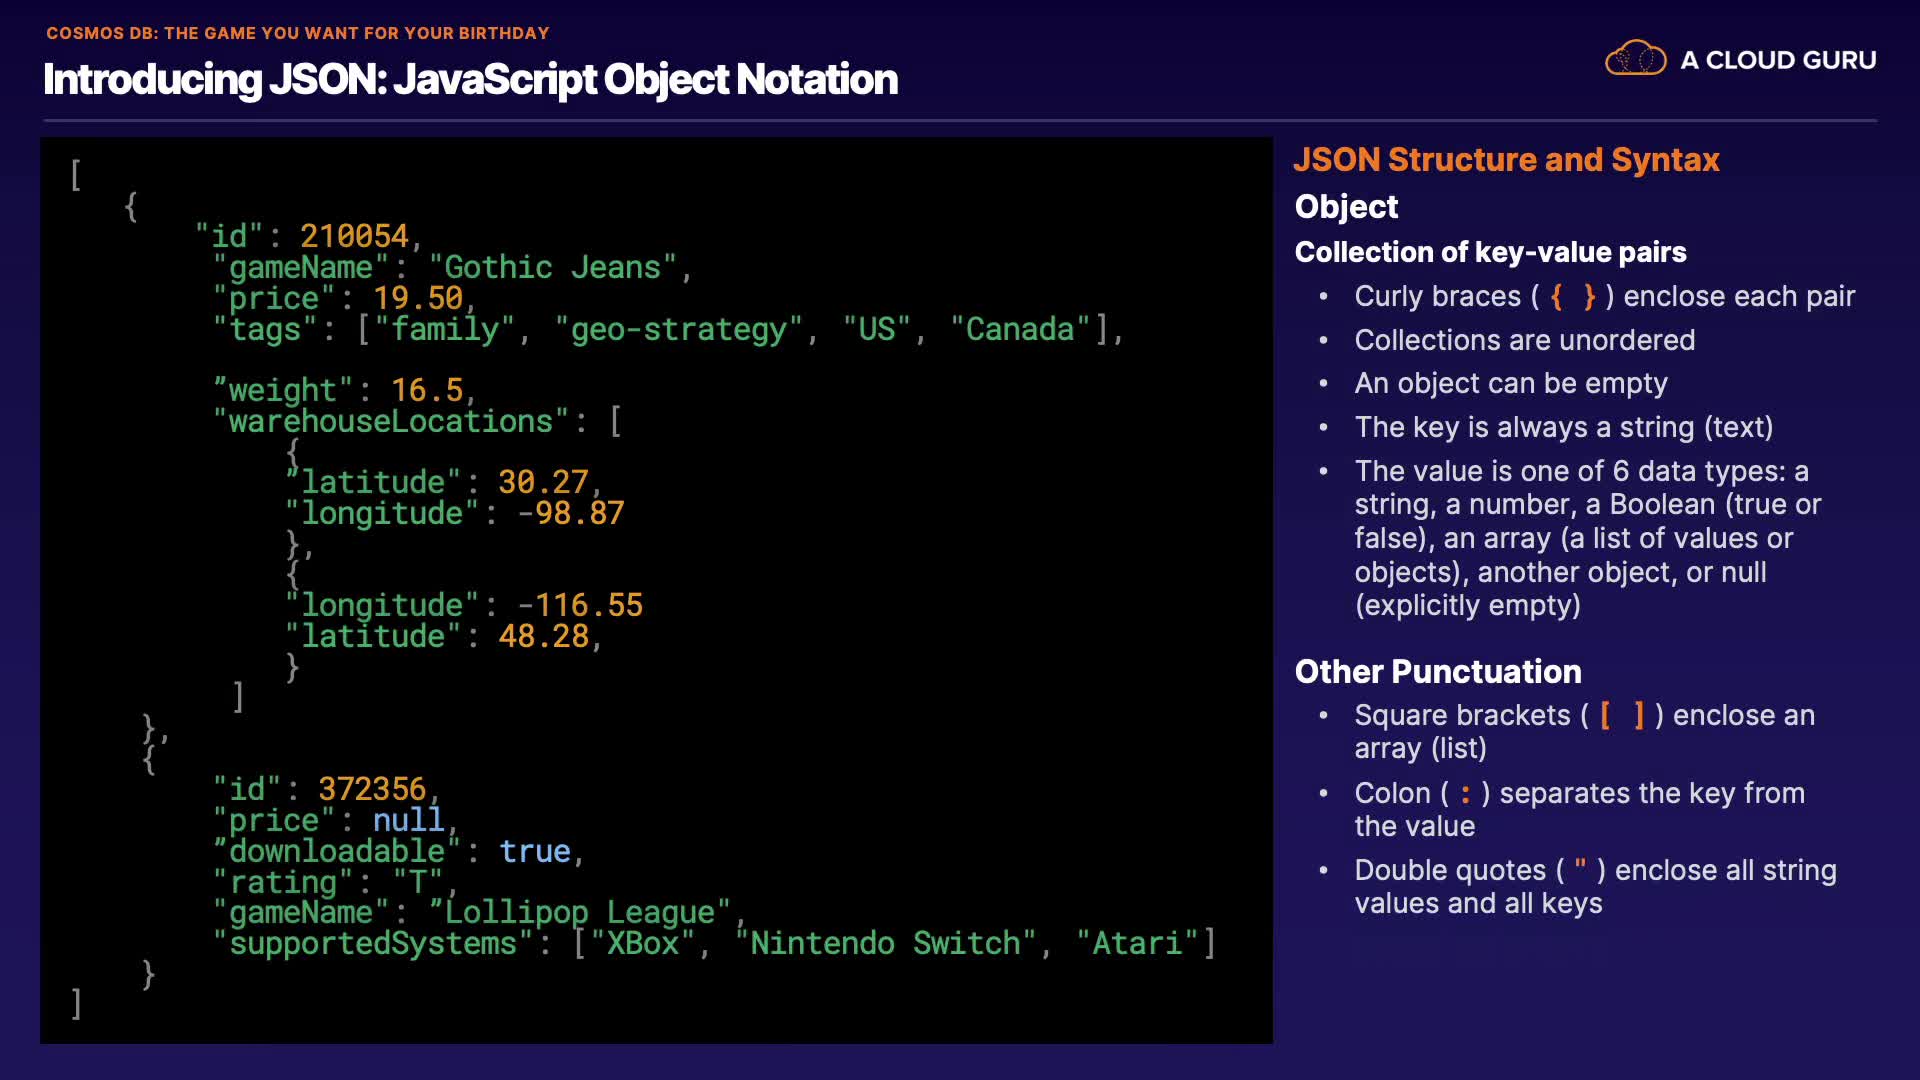 COSMOS DB: THE GAME YOU WANT FOR YOUR BIRTHDAY
Introducing JSON: JavaScript Object Notation
A CLOUD GURU
[
{
"id": 210054,
"gameName": "Gothic Jeans",
"price": 19.50,
"tags": ["family", "geo-strategy", "US", "Canada"],
”weight": 16.5,
"warehouseLocations": [
{
”latitude": 30.27,
"longitude": -98.87
},
{
"longitude": -116.55
"latitude": 48.28,
}
]
},
{
"id": 372356,
"price": null,
”downloadable": true,
"rating": "T",
"gameName": ”Lollipop League",
"supportedSystems": ["XBox", "Nintendo Switch", "Atari"]
}
]
JSON Structure and Syntax
Object
Collection of key-value pairs
• Curly braces ( { } ) enclose each pair
• Collections are unordered
• An object can be empty
• The key is always a string (text)
• The value is one of 6 data types: a
string, a number, a Boolean (true or
false), an array (a list of values or
objects), another object, or null
(explicitly empty)
Other Punctuation
• Square brackets ( [ ] ) enclose an
array (list)
• Colon ( : ) separates the key from
the value
• Double quotes ( " ) enclose all string
values and all keys